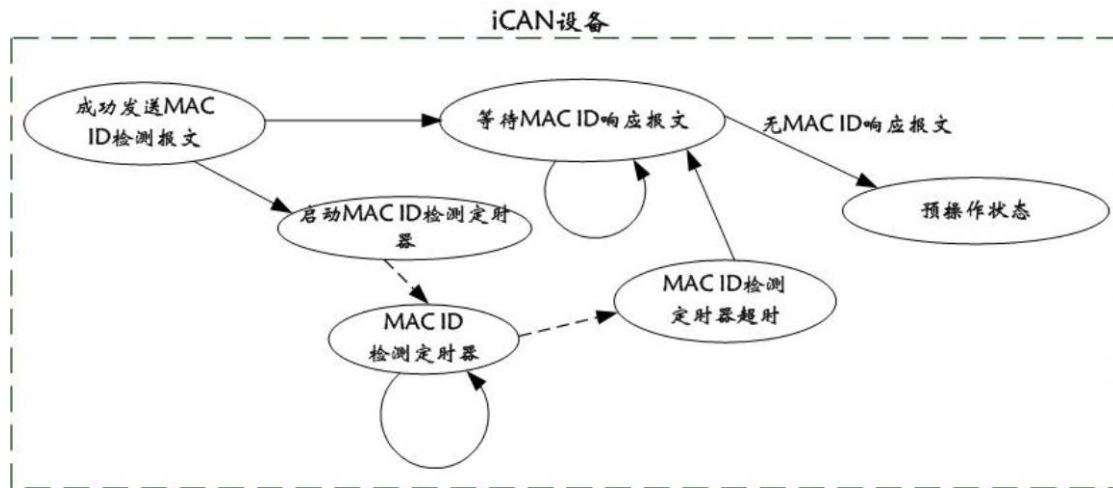 iCAN设备
成功发送MAC
ID检测报文
等待MAC ID响应报文
无MAC ID响应报文
启动MAC ID检测定时
器
预操作状态
MAC ID检测
定时器超时
MAC ID
检测定时器